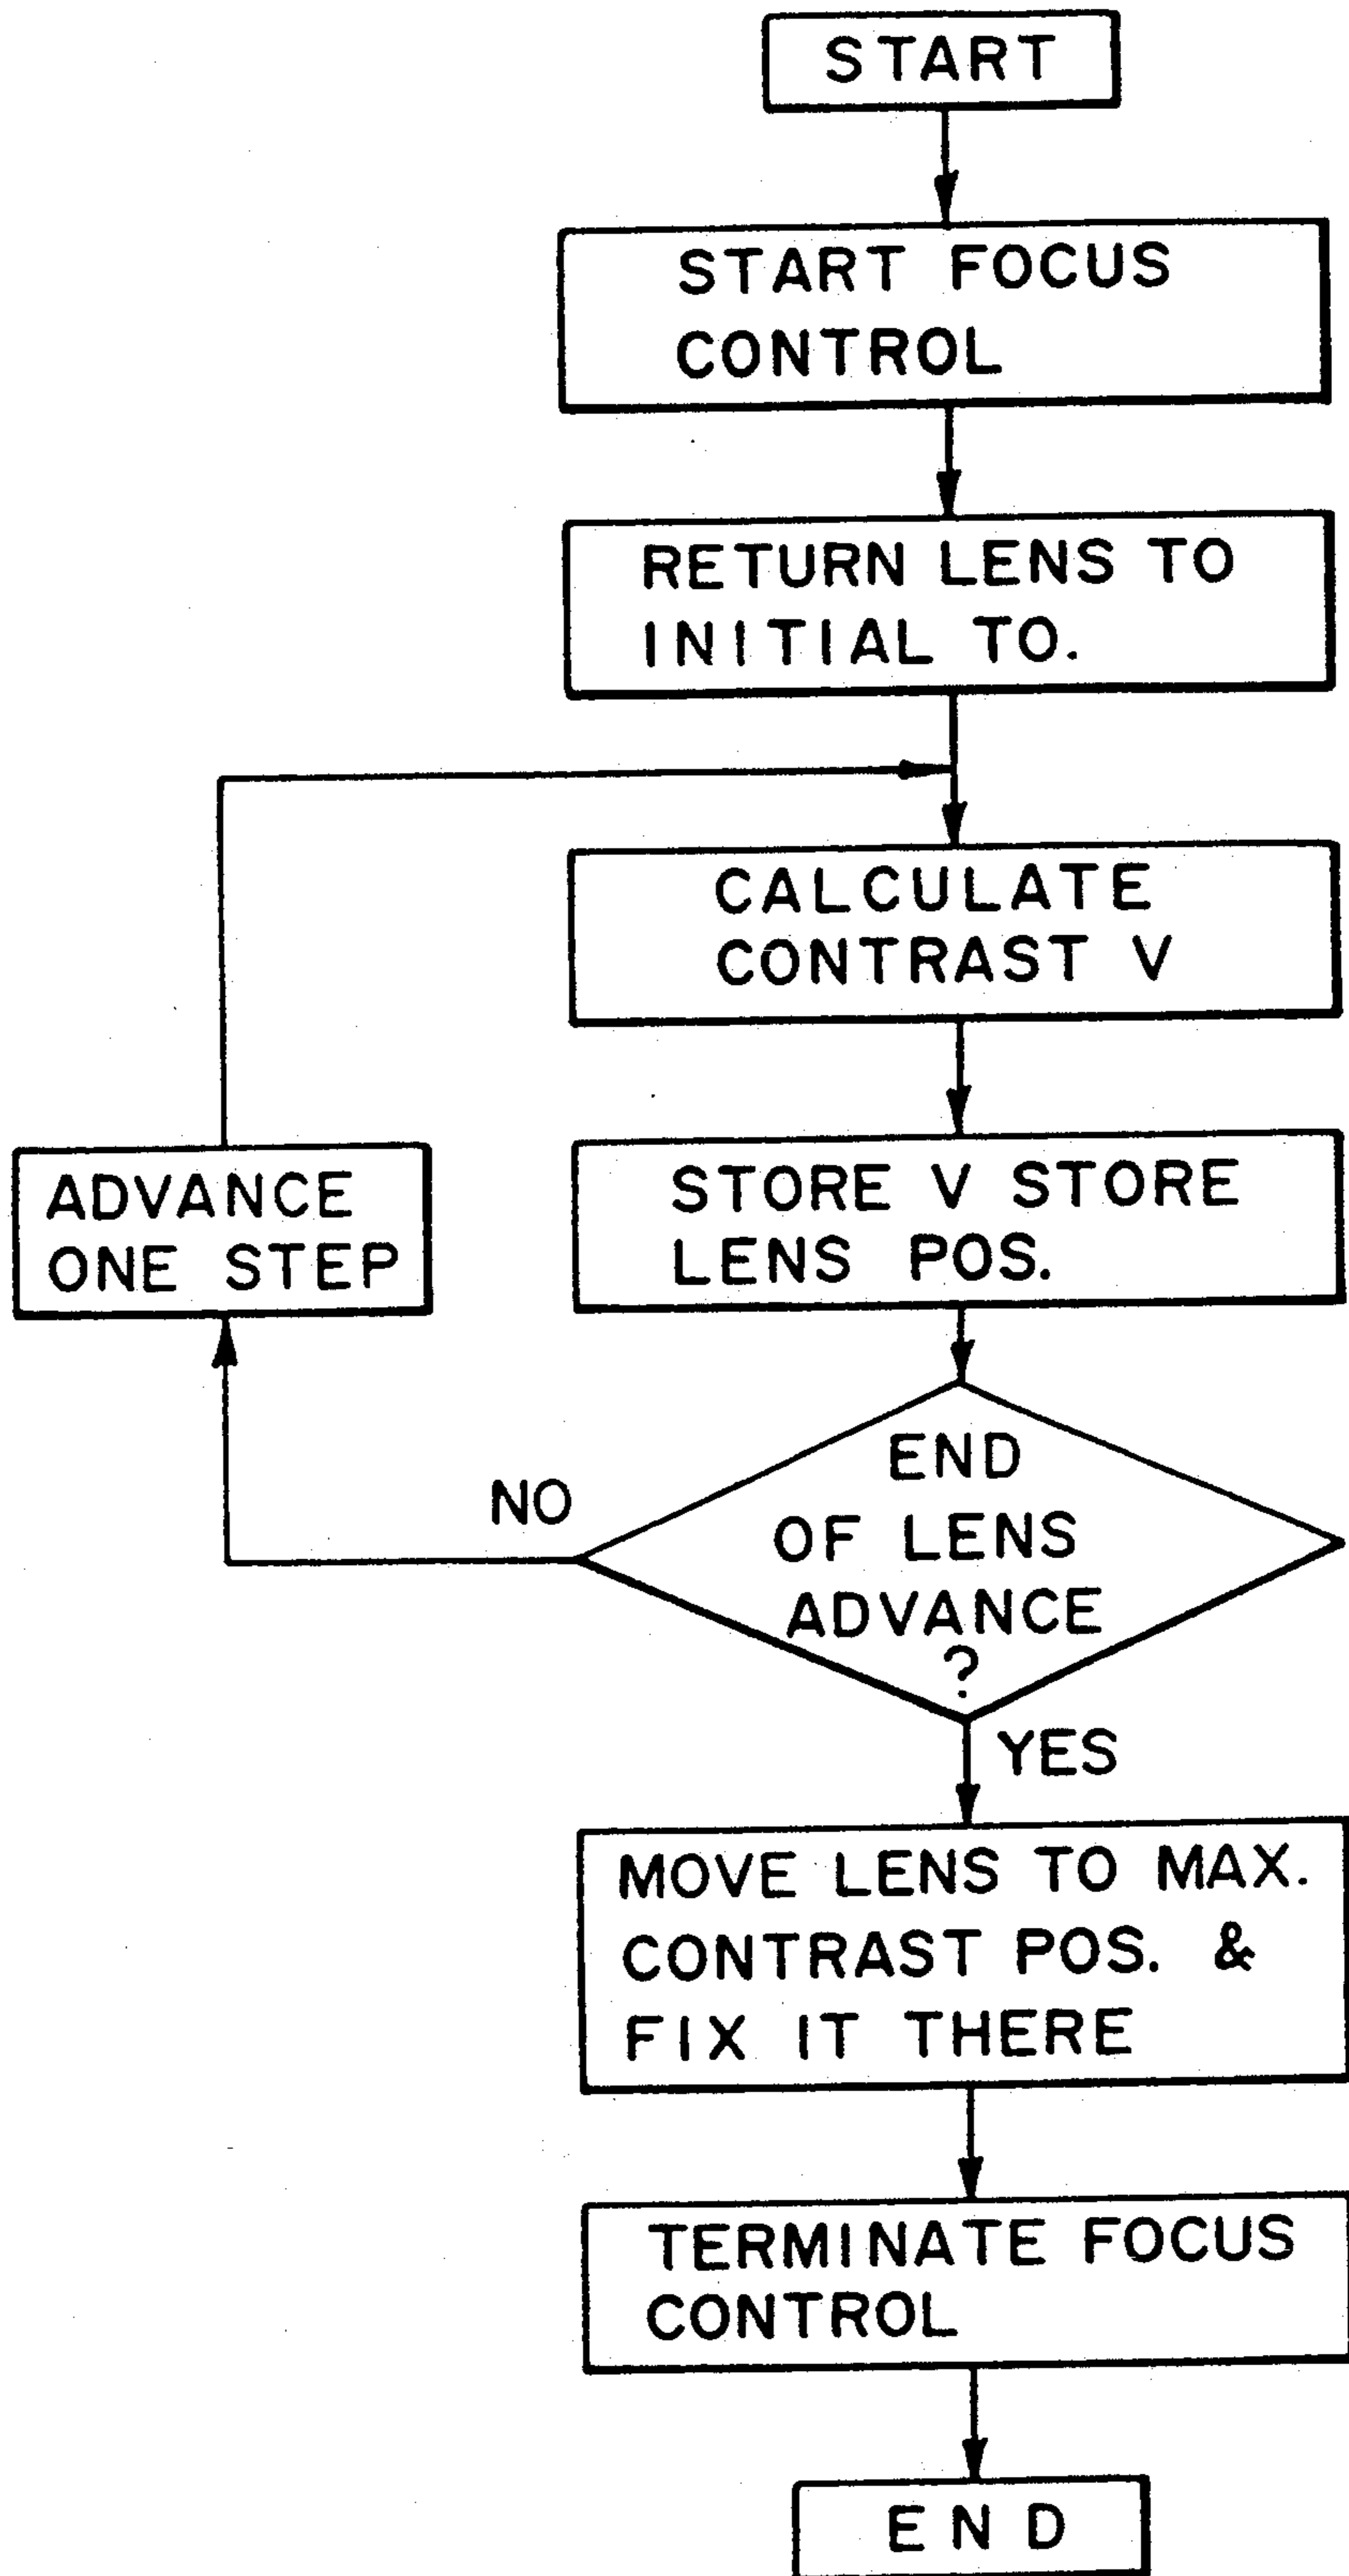 START
START FOCUS
CONTROL
RETURN LENS TO
INITIAL TO.
CALCULATE
CONTRAST V
STORE V STORE
LENS POS.
ADVANCE
ONE STEP
END
OF LENS
ADVANCE
?
NO
YES
MOVE LENS TO MAX.
CONTRAST POS. &
FIX IT THERE
TERMINATE FOCUS
CONTROL
END